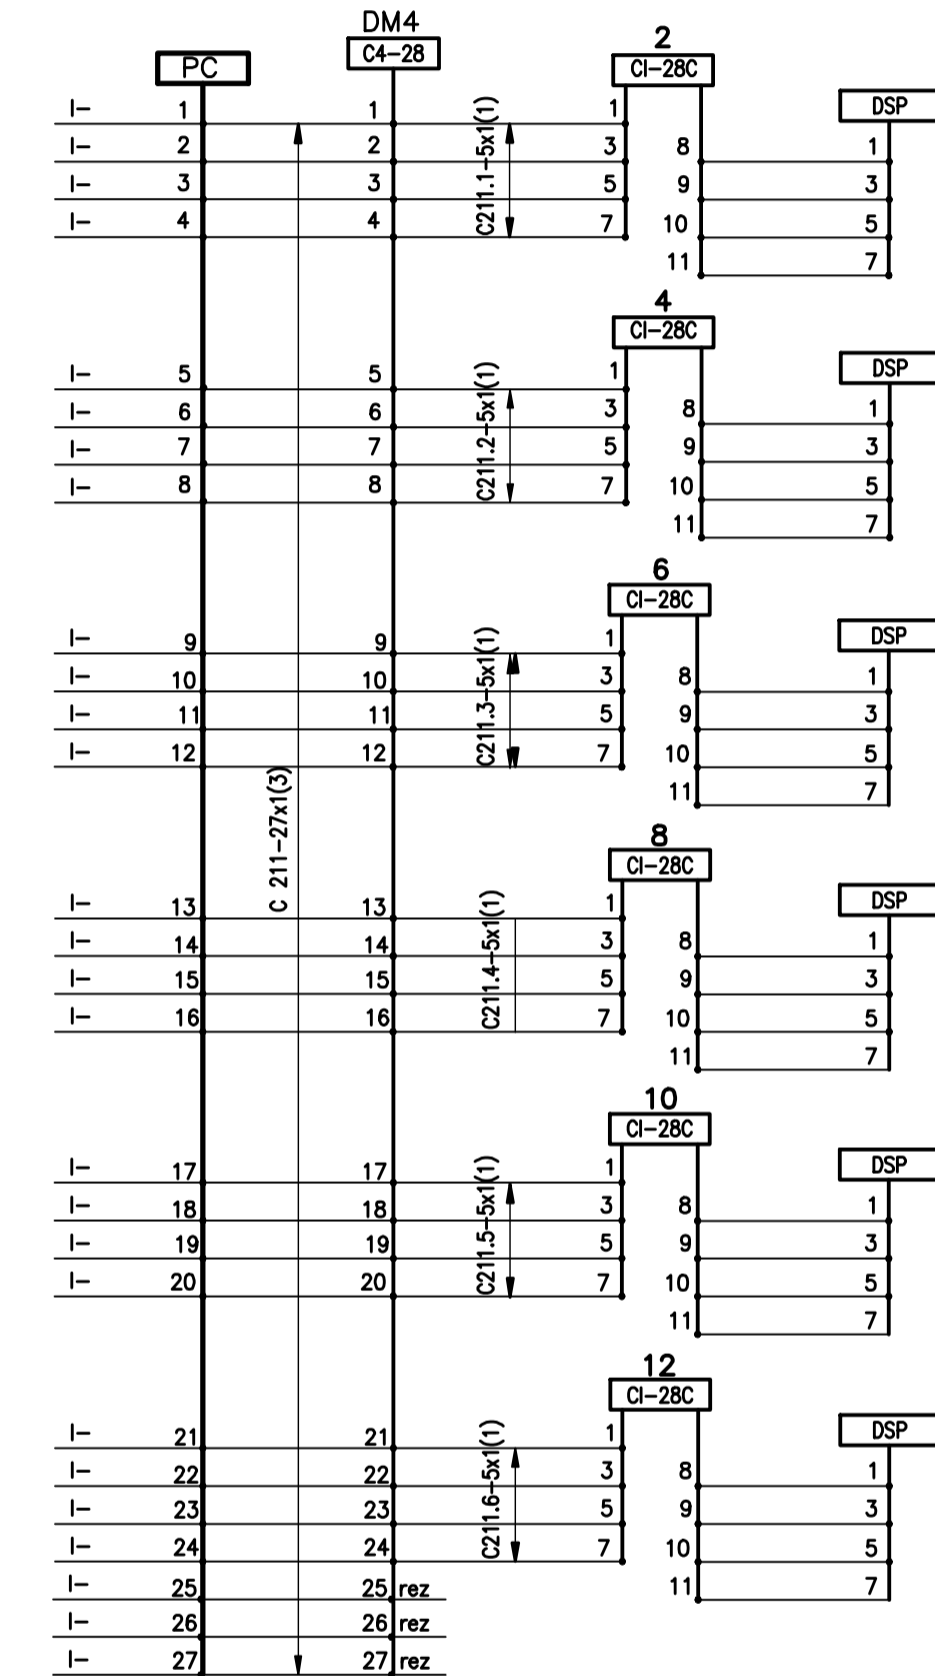 DM4
PC C4-28 2
CI-28C
DSP
I- 1 1 C211.1-5x1(1) 1
I- 2 2 3 8 1
I- 3 3 5 9 3
I- 4 4 7 10 5
11 7
4
CI-28C
DSP
I- 5 5 C211.2-5x1(1) 1
I- 6 6 3 8 1
I- 7 7 5 9 3
I- 8 8 7 10 5
11 7
6
CI-28C
DSP
I- 9 9 C211.3-5x1(1) 1
I- 10 10 3 8 1
I- 11 11 5 9 3
I- 12 12 7 10 5
11 7
C 211-27x1(3)
8
CI-28C
DSP
I- 13 13 C211.4-5x1(1) 1
I- 14 14 3 8 1
I- 15 15 5 9 3
I- 16 16 7 10 5
11 7
10
CI-28C
DSP
I- 17 17 C211.5-5x1(1) 1
I- 18 18 3 8 1
I- 19 19 5 9 3
I- 20 20 7 10 5
11 7
12
CI-28C
DSP
I- 21 21 C211.6-5x1(1) 1
I- 22 22 3 8 1
I- 23 23 5 9 3
I- 24 24 7 10 5
I- 25 25 rez 11 7
I- 26 26 rez
I- 27 27 rez